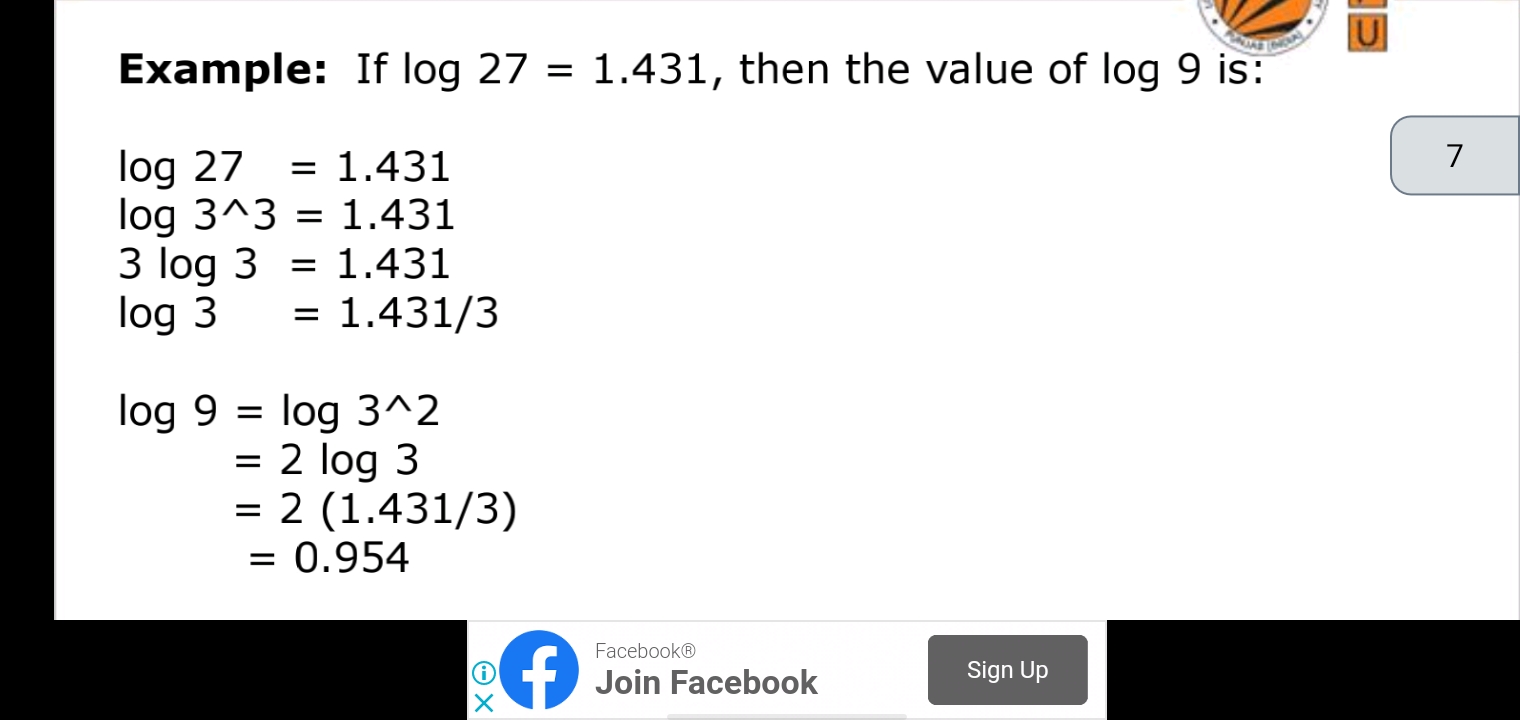 PUNJAB (INDIA)
U
Example: If log 27 = 1.431, then the value of log 9 is:
7
log 27 = 1.431
log 3^3 = 1.431
3 log 3 = 1.431
log 3 = 1.431/3
log 9 = log 3^2
= 2 log 3
= 2 (1.431/3)
= 0.954
Facebook®
Join Facebook
Sign Up